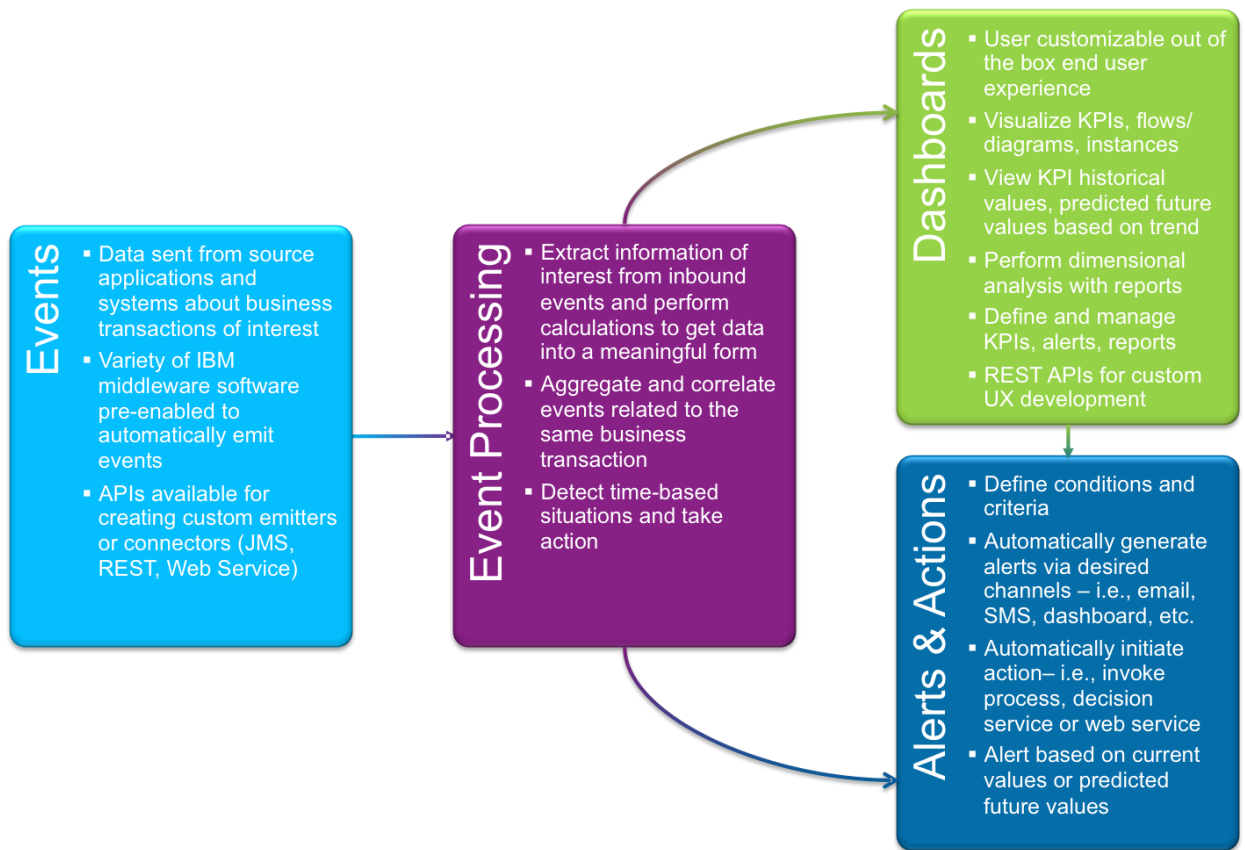 Events
▪ Data sent from source
applications and
systems about business
transactions of interest
▪ Variety of IBM
middleware software
pre-enabled to
automatically emit
events
▪ APIs available for
creating custom emitters
or connectors (JMS,
REST, Web Service)
Event Processing
▪ Extract information of
interest from inbound
events and perform
calculations to get data
into a meaningful form
▪ Aggregate and correlate
events related to the
same business
transaction
▪ Detect time-based
situations and take
action
Dashboards
▪ User customizable out of
the box end user
experience
▪ Visualize KPIs, flows/
diagrams, instances
▪ View KPI historical
values, predicted future
values based on trend
▪ Perform dimensional
analysis with reports
▪ Define and manage
KPIs, alerts, reports
▪ REST APIs for custom
UX development
Alerts & Actions
▪ Define conditions and
criteria
▪ Automatically generate
alerts via desired
channels – i.e., email,
SMS, dashboard, etc.
▪ Automatically initiate
action– i.e., invoke
process, decision
service or web service
▪ Alert based on current
values or predicted
future values